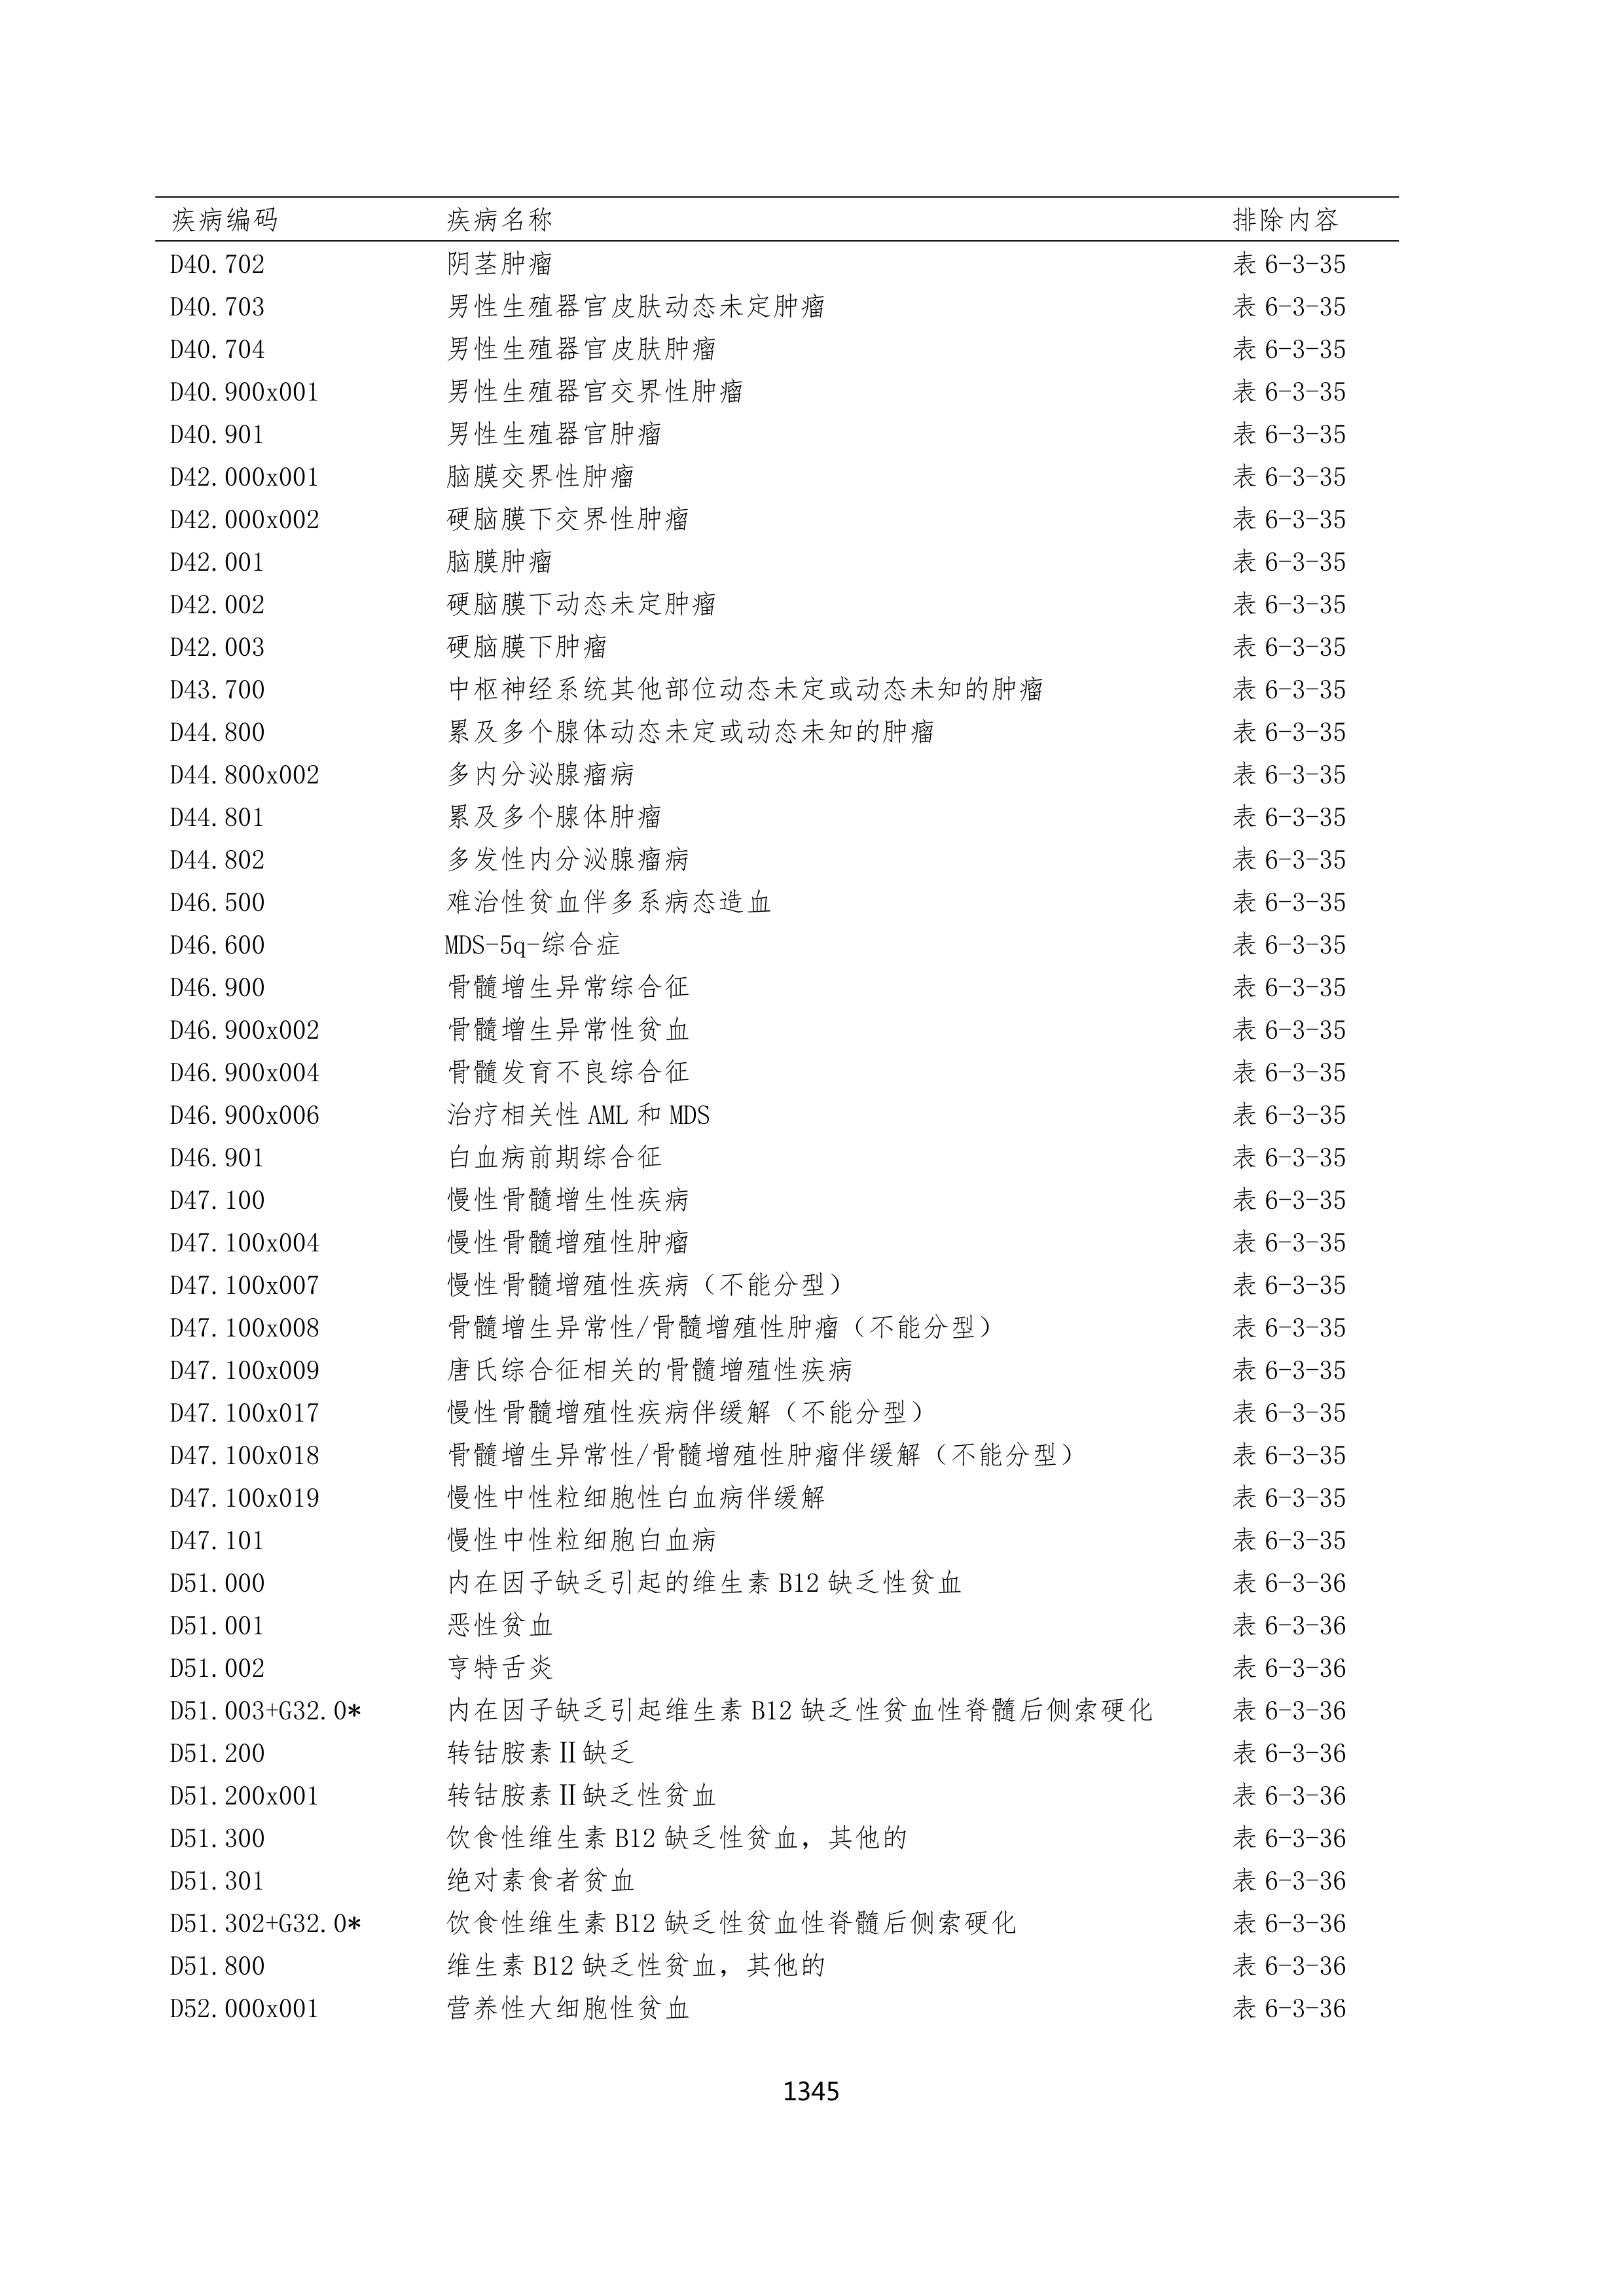 疾病编码 疾病名称 排除内容
D40.702 阴茎肿瘤 表 6-3-35
D40.703 男性生殖器官皮肤动态未定肿瘤 表 6-3-35
D40.704 男性生殖器官皮肤肿瘤 表 6-3-35
D40.900x001 男性生殖器官交界性肿瘤 表 6-3-35
D40.901 男性生殖器官肿瘤 表 6-3-35
D42.000x001 脑膜交界性肿瘤 表 6-3-35
D42.000x002 硬脑膜下交界性肿瘤 表 6-3-35
D42.001 脑膜肿瘤 表 6-3-35
D42.002 硬脑膜下动态未定肿瘤 表 6-3-35
D42.003 硬脑膜下肿瘤 表 6-3-35
D43.700 中枢神经系统其他部位动态未定或动态未知的肿瘤 表 6-3-35
D44.800 累及多个腺体动态未定或动态未知的肿瘤 表 6-3-35
D44.800x002 多内分泌腺瘤病 表 6-3-35
D44.801 累及多个腺体肿瘤 表 6-3-35
D44.802 多发性内分泌腺瘤病 表 6-3-35
D46.500 难治性贫血伴多系病态造血 表 6-3-35
D46.600 MDS-5q-综合症 表 6-3-35
D46.900 骨髓增生异常综合征 表 6-3-35
D46.900x002 骨髓增生异常性贫血 表 6-3-35
D46.900x004 骨髓发育不良综合征 表 6-3-35
D46.900x006 治疗相关性 AML 和 MDS 表 6-3-35
D46.901 白血病前期综合征 表 6-3-35
D47.100 慢性骨髓增生性疾病 表 6-3-35
D47.100x004 慢性骨髓增殖性肿瘤 表 6-3-35
D47.100x007 慢性骨髓增殖性疾病（不能分型） 表 6-3-35
D47.100x008 骨髓增生异常性/骨髓增殖性肿瘤（不能分型） 表 6-3-35
D47.100x009 唐氏综合征相关的骨髓增殖性疾病 表 6-3-35
D47.100x017 慢性骨髓增殖性疾病伴缓解（不能分型） 表 6-3-35
D47.100x018 骨髓增生异常性/骨髓增殖性肿瘤伴缓解（不能分型） 表 6-3-35
D47.100x019 慢性中性粒细胞性白血病伴缓解 表 6-3-35
D47.101 慢性中性粒细胞白血病 表 6-3-35
D51.000 内在因子缺乏引起的维生素 B12 缺乏性贫血 表 6-3-36
D51.001 恶性贫血 表 6-3-36
D51.002 亨特舌炎 表 6-3-36
D51.003+G32.0* 内在因子缺乏引起维生素 B12 缺乏性贫血性脊髓后侧索硬化 表 6-3-36
D51.200 转钴胺素Ⅱ缺乏 表 6-3-36
D51.200x001 转钴胺素Ⅱ缺乏性贫血 表 6-3-36
D51.300 饮食性维生素 B12 缺乏性贫血，其他的 表 6-3-36
D51.301 绝对素食者贫血 表 6-3-36
D51.302+G32.0* 饮食性维生素 B12 缺乏性贫血性脊髓后侧索硬化 表 6-3-36
D51.800 维生素 B12 缺乏性贫血，其他的 表 6-3-36
D52.000x001 营养性大细胞性贫血 表 6-3-36
1345